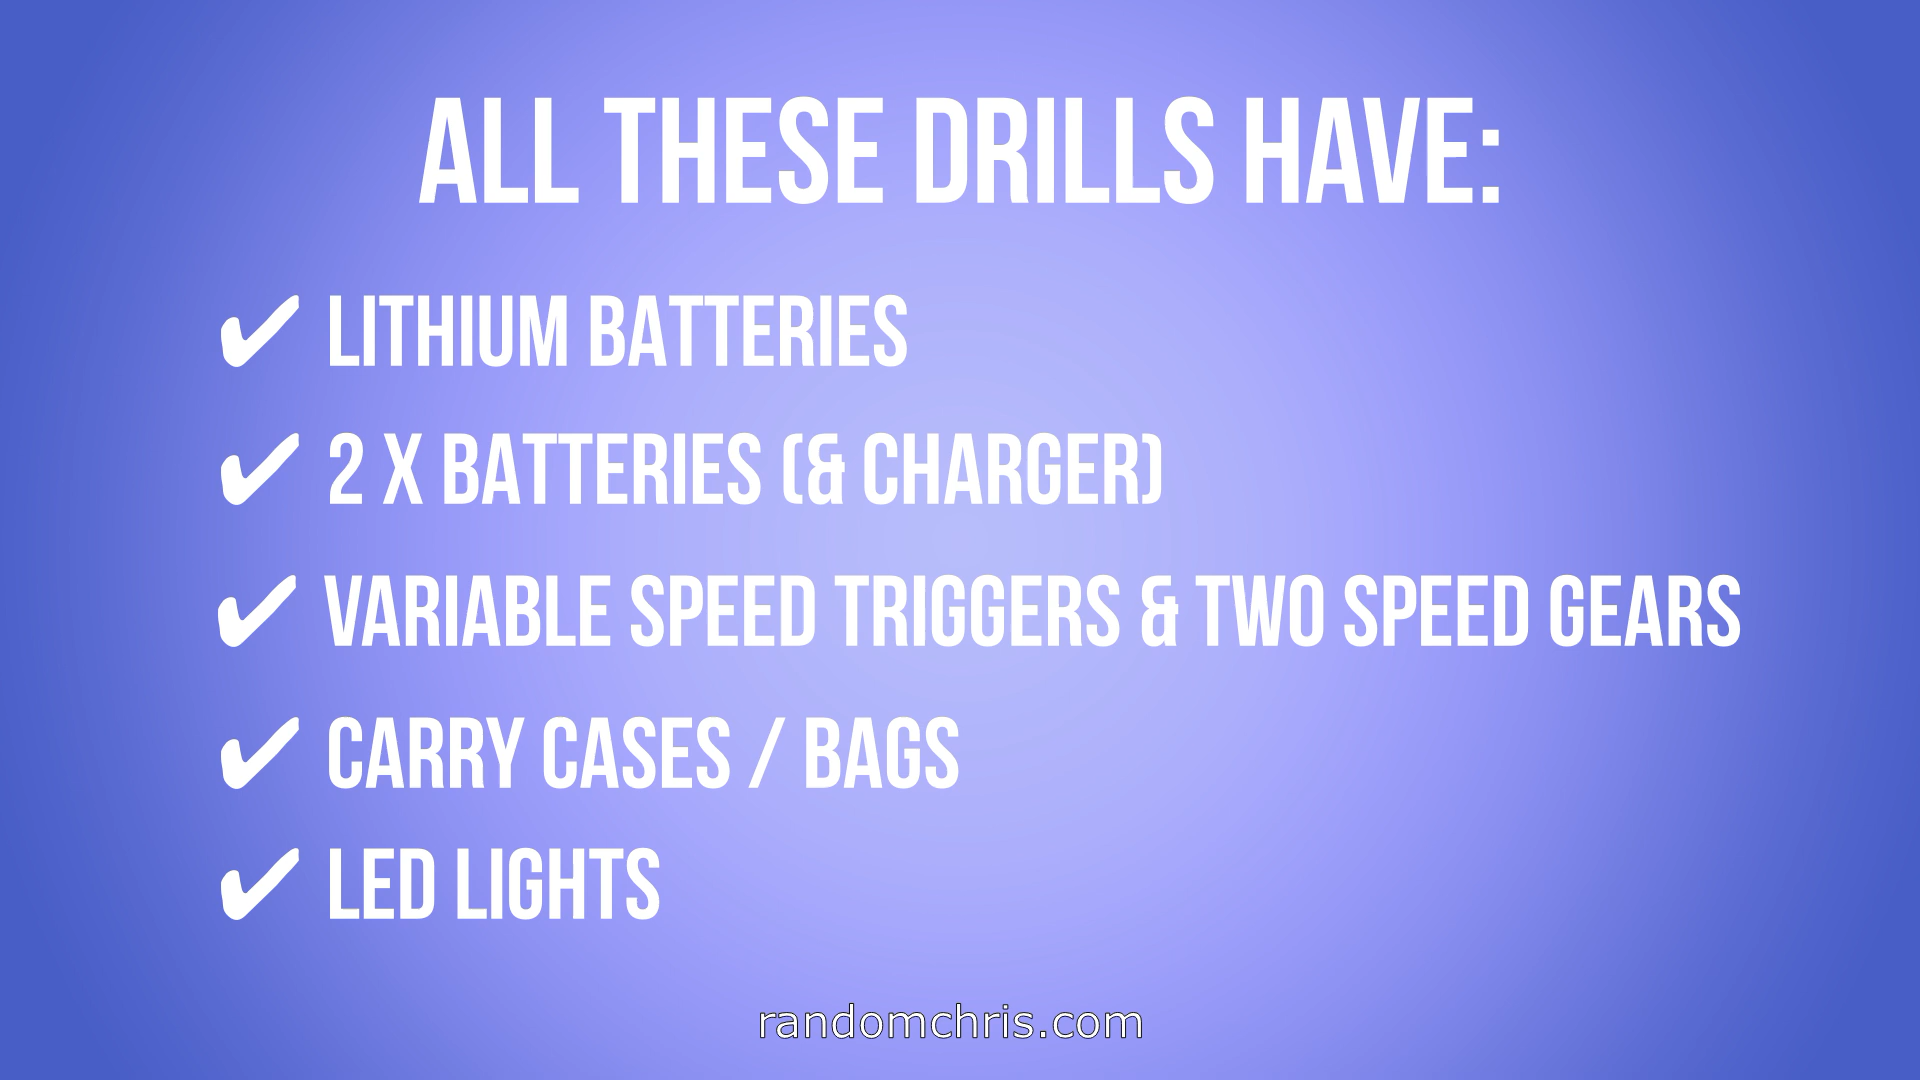 ALL THESE DRILLS HAVE:
✔ LITHIUM BATTERIES
✔ 2 X BATTERIES (& CHARGER)
✔ VARIABLE SPEED TRIGGERS & TWO SPEED GEARS
✔ CARRY CASES / BAGS
✔ LED LIGHTS
randomchris.com